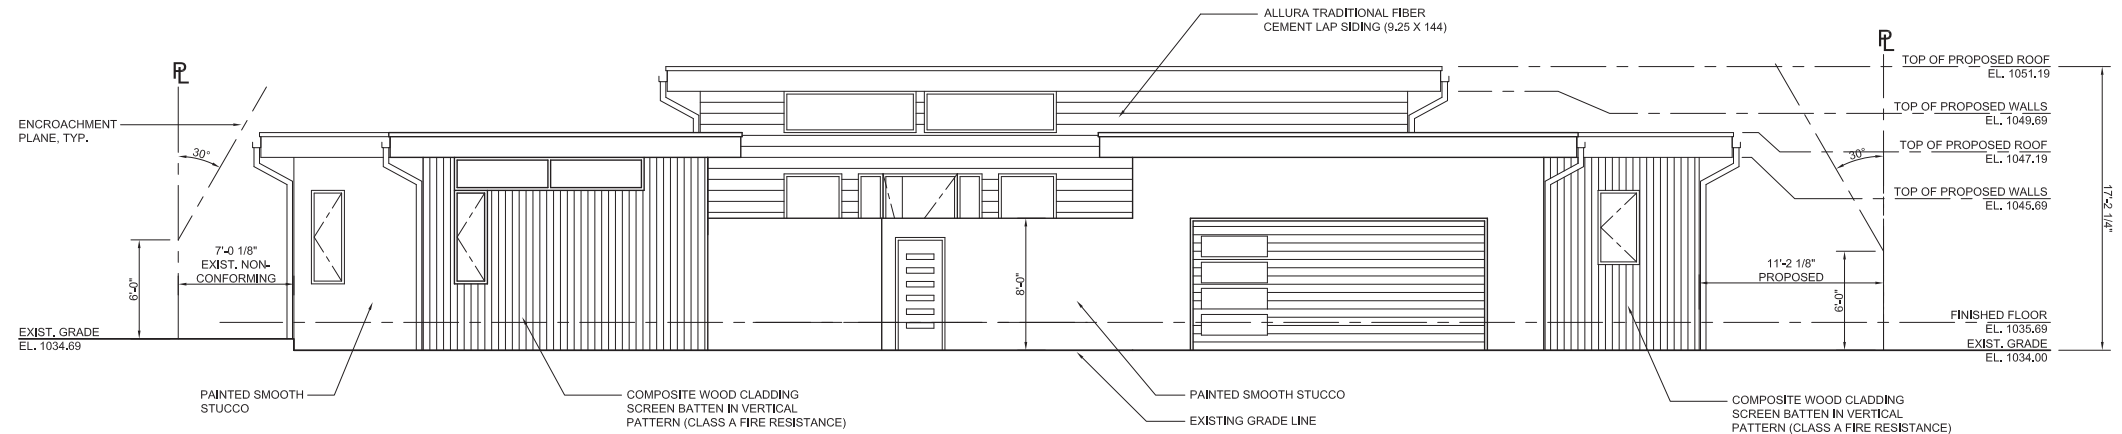 ALLURA TRADITIONAL FIBER
CEMENT LAP SIDING (9.25 X 144)
PL
PL
TOP OF PROPOSED ROOF
EL. 1051.19
ENCROACHMENT
PLANE, TYP.
TOP OF PROPOSED WALLS
EL. 1049.69
30°
30°
TOP OF PROPOSED ROOF
EL. 1047.19
TOP OF PROPOSED WALLS
EL. 1045.69
17'-2 1/4"
7'-0 1/8"
EXIST. NON-
CONFORMING
6'-0"
8'-0"
11'-2 1/8"
PROPOSED
6'-0"
EXIST. GRADE
EL. 1034.69
FINISHED FLOOR
EL. 1035.69
EXIST. GRADE
EL. 1034.00
PAINTED SMOOTH
STUCCO
COMPOSITE WOOD CLADDING
SCREEN BATTEN IN VERTICAL
PATTERN (CLASS A FIRE RESISTANCE)
PAINTED SMOOTH STUCCO
EXISTING GRADE LINE
COMPOSITE WOOD CLADDING
SCREEN BATTEN IN VERTICAL
PATTERN (CLASS A FIRE RESISTANCE)